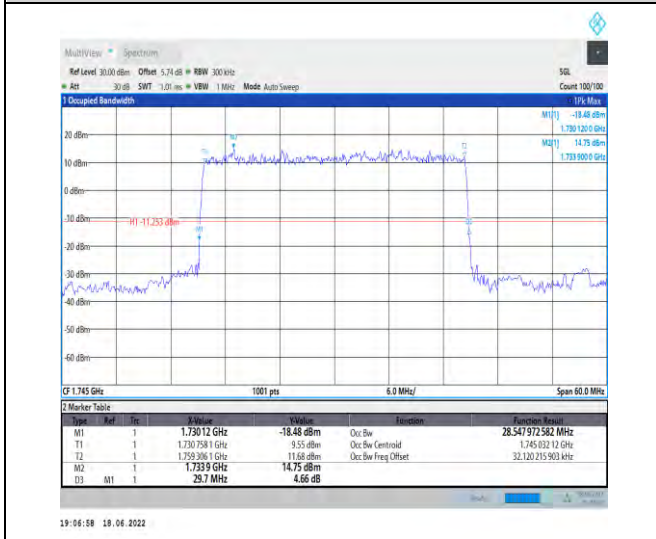 MultiView Spectrum
Ref Level 30.00 dBm Offset 5.74 dB RBW 300 kHz SGL
Att 30 dB SWT 1.01 ms VBW 1 MHz Mode Auto Sweep Count 100/100
1 Occupied Bandwidth 1Pk Max
M1[1] -18.48 dBm
1.730 120 0 GHz
M2[1] 14.75 dBm
1.733 900 0 GHz
20 dBm
M2
T1
T2
10 dBm
0 dBm
-10 dBm
H1 -11.253 dBm
M1
-20 dBm
-30 dBm
-40 dBm
-50 dBm
-60 dBm
CF 1.745 GHz 1001 pts 6.0 MHz/ Span 60.0 MHz
2 Marker Table
Type Ref Trc X-Value Y-Value Function Function Result
M1 1 1.730 12 GHz -18.48 dBm Occ Bw 28.547 972 582 MHz
T1 1 1.730 758 1 GHz 9.55 dBm Occ Bw Centroid 1.745 032 12 GHz
T2 1 1.759 306 1 GHz 11.68 dBm Occ Bw Freq Offset 32.120 215 903 kHz
M2 1 1.733 9 GHz 14.75 dBm
D3 M1 1 29.7 MHz 4.66 dB
19:06:58 18.06.2022